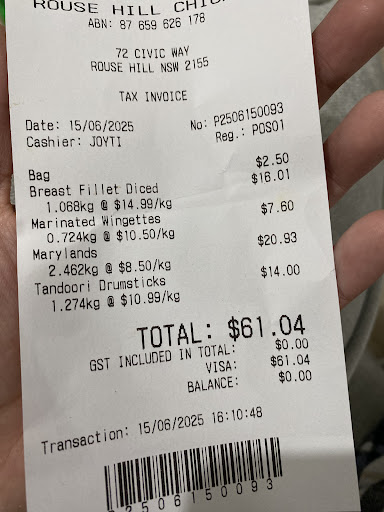 ROUSE HILL
ABN: 87 659 626 178
72 CIVIC WAY
ROUSE HILL NSW 2155
TAX INVOICE
Date: 15/06/2025 No: P2506150093
Cashier: JOYTI Reg.: POS01
Bag $2.50
Breast Fillet Diced $16.01
1.068kg @ $14.99/kg
Marinated Wingettes $7.60
0.724kg @ $10.50/kg
Marylands $20.93
2.462kg @ $8.50/kg
Tandoori Drumsticks $14.00
1.274kg @ $10.99/kg
TOTAL: $61.04
GST INCLUDED IN TOTAL: $0.00
VISA: $61.04
BALANCE: $0.00
Transaction: 15/06/2025 16:10:48
2506150093